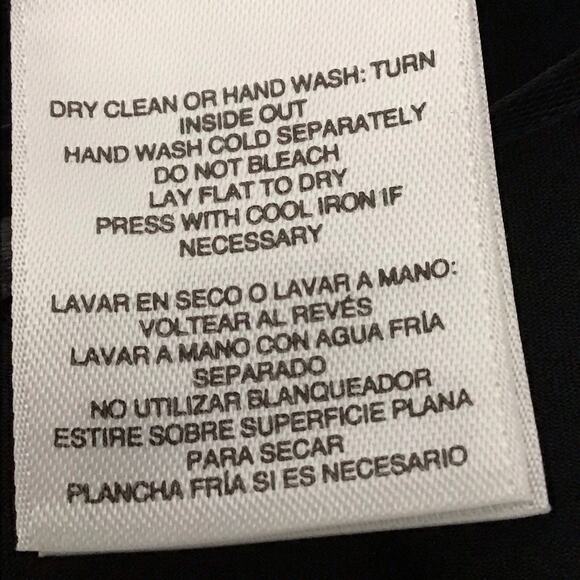 DRY CLEAN OR HAND WASH: TURN
INSIDE OUT
HAND WASH COLD SEPARATELY
DO NOT BLEACH
LAY FLAT TO DRY
PRESS WITH COOL IRON IF
NECESSARY
LAVAR EN SECO O LAVAR A MANO:
VOLTEAR AL REVÉS
LAVAR A MANO CON AGUA FRÍA
SEPARADO
NO UTILIZAR BLANQUEADOR
ESTIRE SOBRE SUPERFICIE PLANA
PARA SECAR
PLANCHA FRÍA SI ES NECESARIO